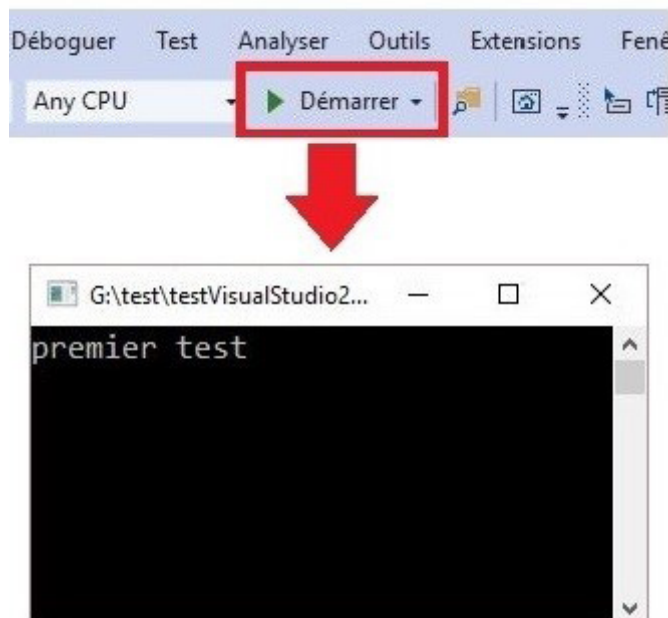 Déboguer Test Analyser Outils Extensions
Any CPU Démarrer
G:\test\testVisualStudio2...
premier test